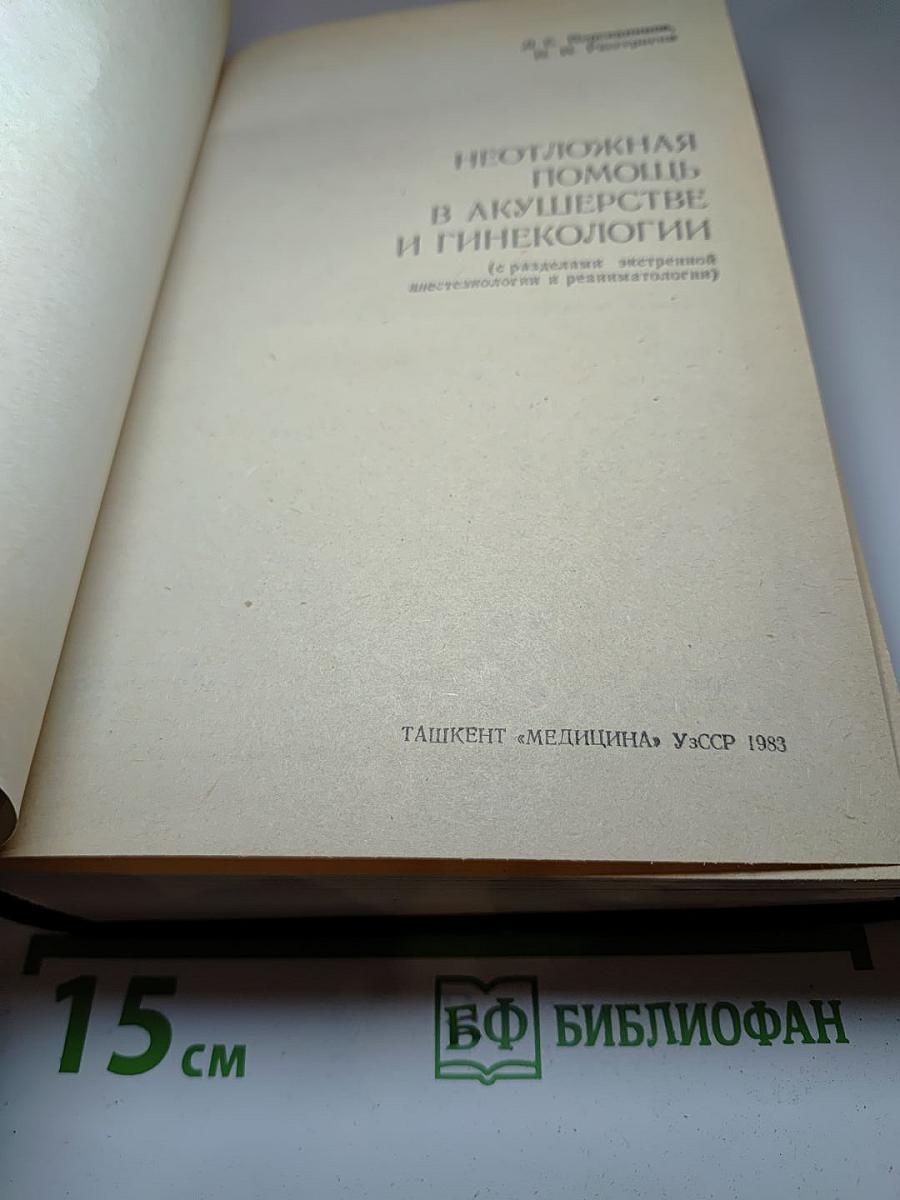 НЕОТЛОЖНАЯ
ПОМОЩЬ
В АКУШЕРСТВЕ
И ГИНЕКОЛОГИИ
(с разделами экстренной
анестезиологии и реаниматологии)
ТАШКЕНТ «МЕДИЦИНА» УзССР 1983
15 см
БФ БИБЛИОФАН